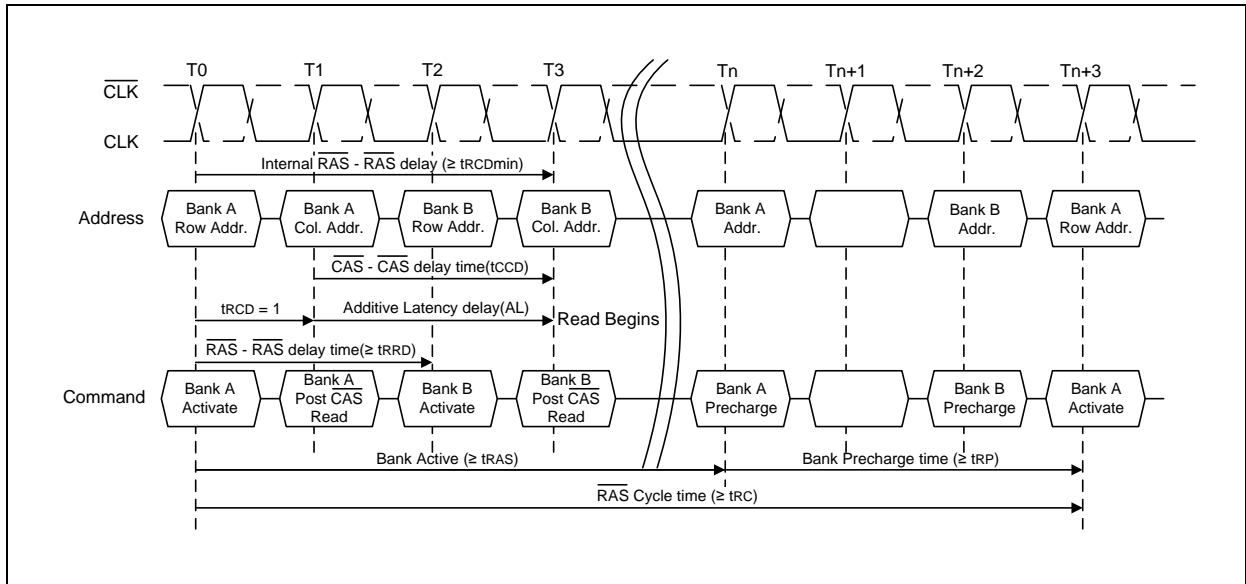 T0 T1 T2 T3 Tn Tn+1 Tn+2 Tn+3
CLK
CLK
Internal RAS - RAS delay (≥ tRCDmin)
Address
Bank A
Row Addr.
Bank A
Col. Addr.
Bank B
Row Addr.
Bank B
Col. Addr.
Bank A
Addr.
Bank B
Addr.
Bank A
Row Addr.
CAS - CAS delay time(tCCD)
tRCD = 1
Additive Latency delay(AL)
Read Begins
RAS - RAS delay time(≥ tRRD)
Command
Bank A
Activate
Bank A
Post CAS
Read
Bank B
Activate
Bank B
Post CAS
Read
Bank A
Precharge
Bank B
Precharge
Bank A
Activate
Bank Active (≥ tRAS)
Bank Precharge time (≥ tRP)
RAS Cycle time (≥ tRC)